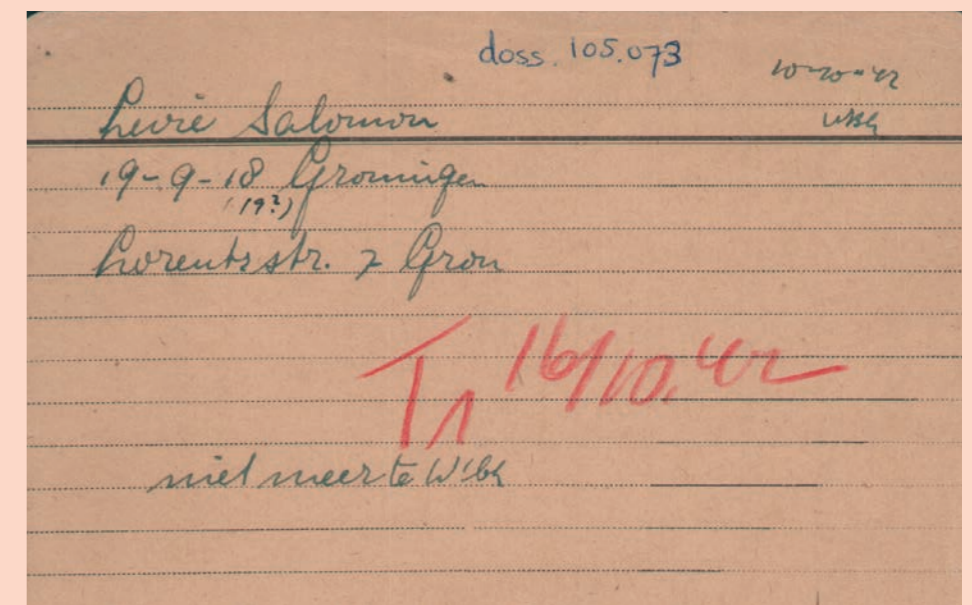 doss. 105.073
10-10-42
Levie Salomon
wbk
19-9-18 Groningen
(19?)
Lorentzstr. 7 Gron
T1 16/10.'42
niet meer te W'bk